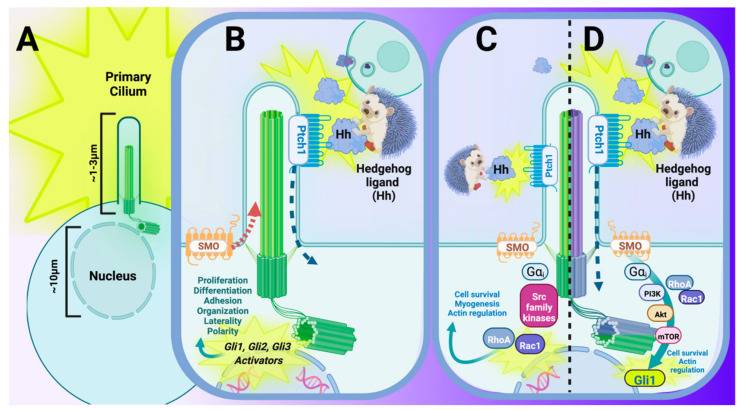 A
Primary
Cilium
~1-3μm
~10μm
Nucleus
B
Ptch1
Hh
Hedgehog
ligand
(Hh)
SMO
Proliferation
Differentiation
Adhesion
Organization
Laterality
Polarity
Gli1, Gli2, Gli3
Activators
C
Hh
Ptch1
SMO
Gαi
Src
family
kinases
Cell survival
Myogenesis
Actin regulation
RhoA
Rac1
D
Ptch1
Hh
Hedgehog
ligand
(Hh)
SMO
Gαi
RhoA
PI3K
Rac1
Akt
mTOR
Cell survival
Actin
regulation
Gli1